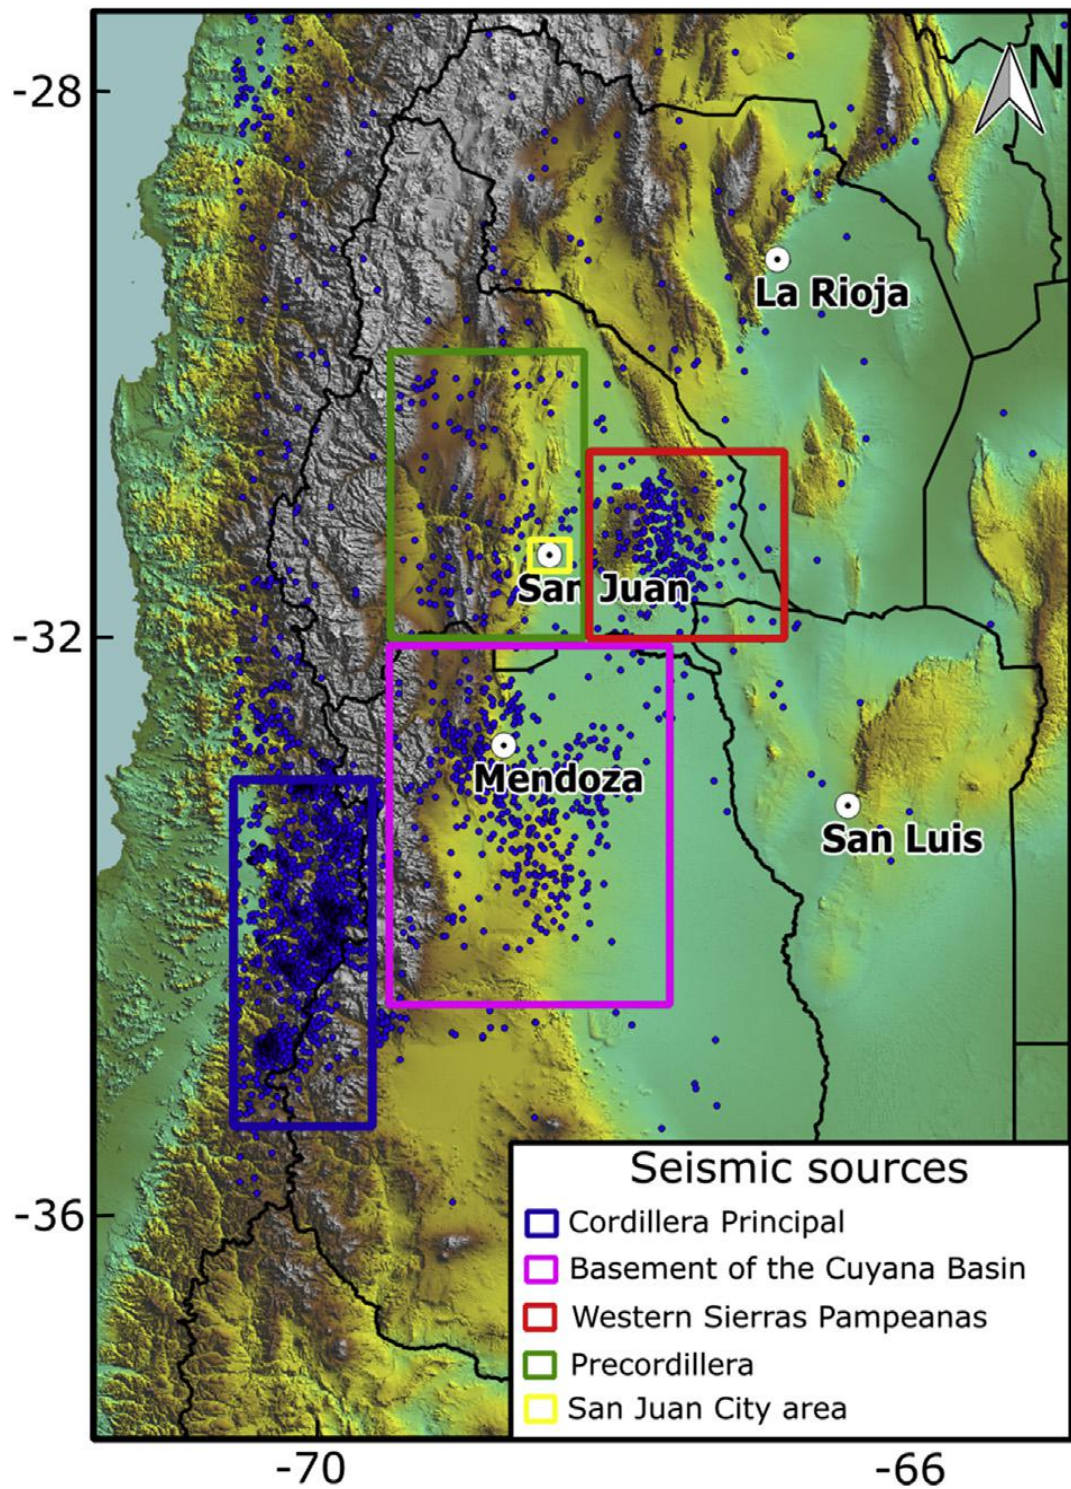 -28
N
La Rioja
San Juan
-32
Mendoza
San Luis
-36
Seismic sources
Cordillera Principal
Basement of the Cuyana Basin
Western Sierras Pampeanas
Precordillera
San Juan City area
-70
-66